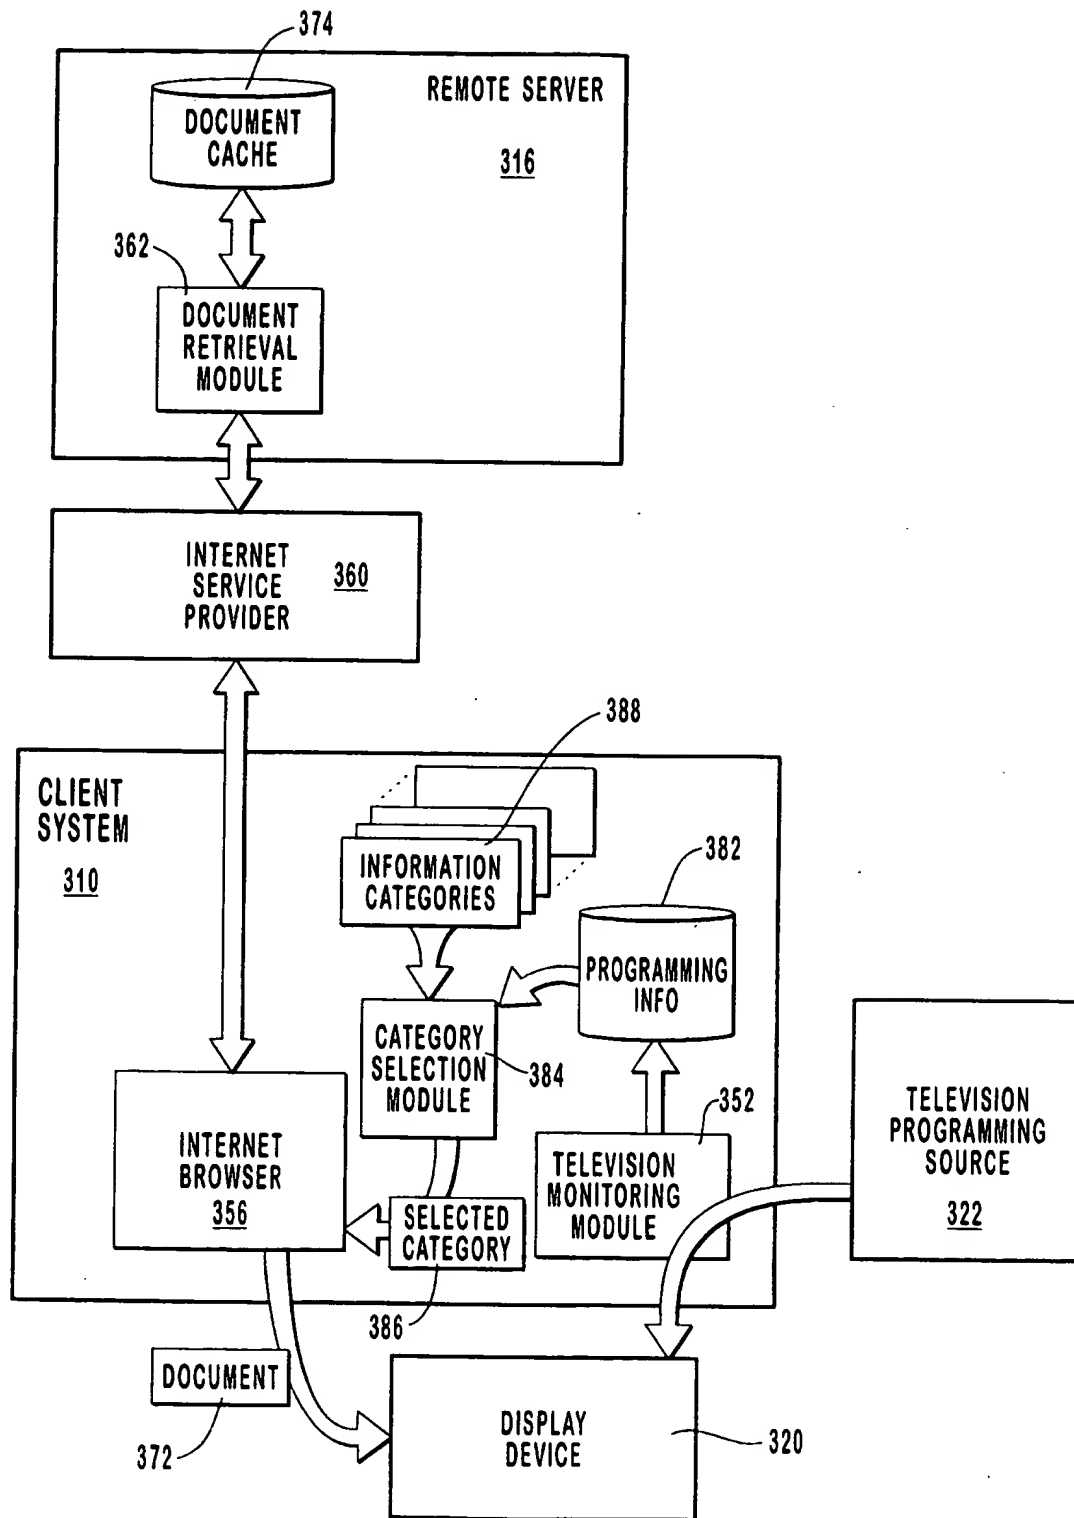 374
REMOTE SERVER
316
DOCUMENT
CACHE
362
DOCUMENT
RETRIEVAL
MODULE
INTERNET
SERVICE
PROVIDER
360
388
CLIENT
SYSTEM
310
INFORMATION
CATEGORIES
382
PROGRAMMING
INFO
CATEGORY
SELECTION
MODULE
384
352
TELEVISION
PROGRAMMING
SOURCE
322
INTERNET
BROWSER
356
TELEVISION
MONITORING
MODULE
SELECTED
CATEGORY
386
DOCUMENT
372
DISPLAY
DEVICE
320